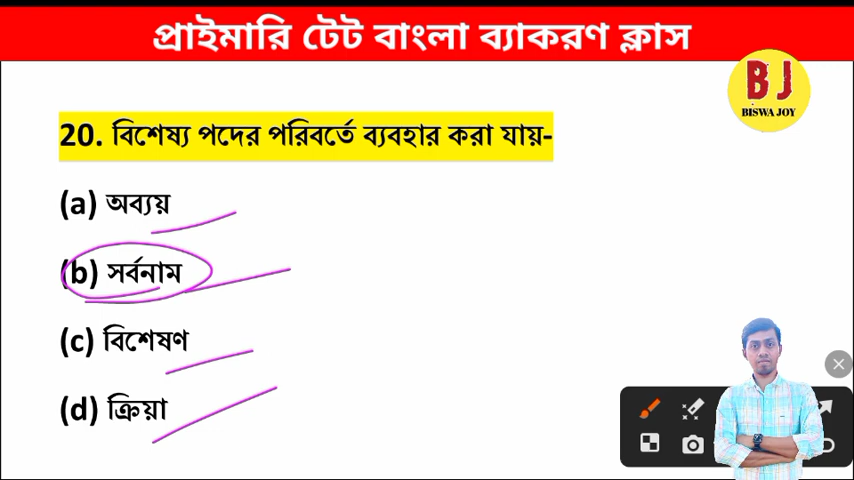 প্রাইমারি টেট বাংলা ব্যাকরণ ক্লাস
BJ
BISWA JOY
20. বিশেষ্য পদের পরিবর্তে ব্যবহার করা যায়-
(a) অব্যয়
(b) সর্বনাম
(c) বিশেষণ
(d) ক্রিয়া